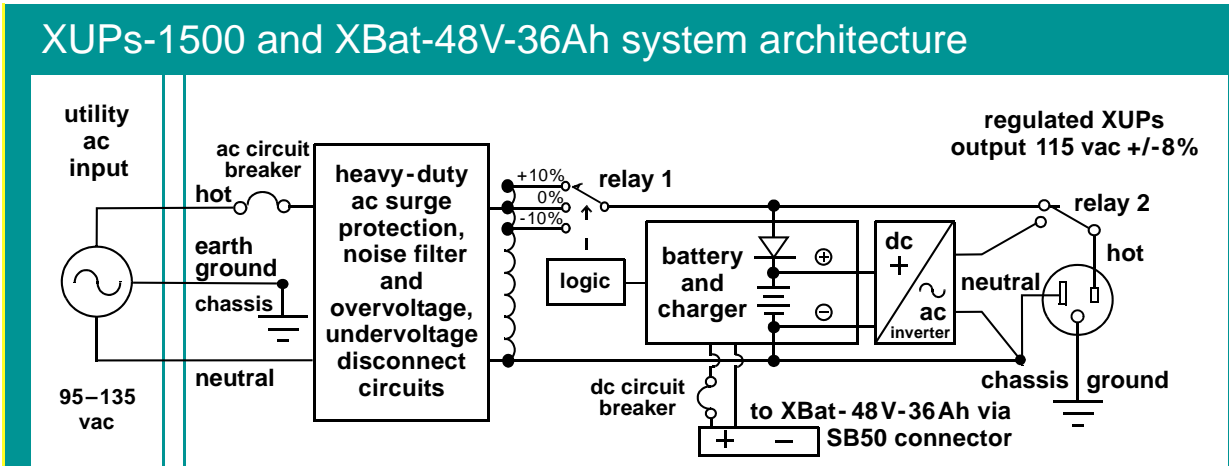 XUPs-1500 and XBat-48V-36Ah system architecture
utility
ac
input
95–135
vac
ac circuit
breaker
hot
earth
ground
chassis
neutral
heavy-duty
ac surge
protection,
noise filter
and
overvoltage,
undervoltage
disconnect
circuits
+10%
0%
-10%
relay 1
logic
battery
and
charger
+
−
dc
+
ac
inverter
dc circuit
breaker
+ −
to XBat-48V-36Ah via
SB50 connector
regulated XUPs
output 115 vac +/-8%
relay 2
hot
neutral
chassis ground